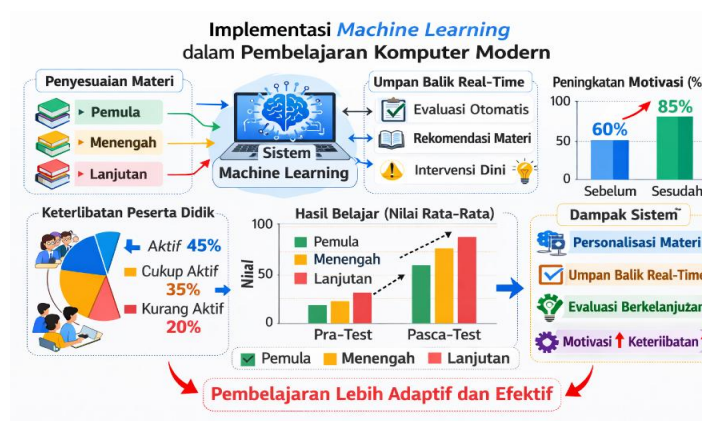 Implementasi Machine Learning
dalam Pembelajaran Komputer Modern
Penyesuaian Materi
Pemula
Menengah
Lanjutan
Sistem
Machine Learning
Umpan Balik Real-Time
Evaluasi Otomatis
Rekomendasi Materi
Intervensi Dini
Peningkatan Motivasi (%
100
50
0
60%
85%
Sebelum Sesudah
Keterlibatan Peserta Didik
Aktif 45%
Cukup Aktif
35%
Kurang Aktif
20%
Hasil Belajar (Nilai Rata-Rata)
100
50
0
Pemula
Menengah
Lanjutan
Pra-Test Pasca-Test
Pemula Menengah Lanjutan
Dampak Sistem
Personalisasi Materi
Umpan Balik Real-Time
Motivasi
Pembelajaran Lebih Adaptif dan Efektif